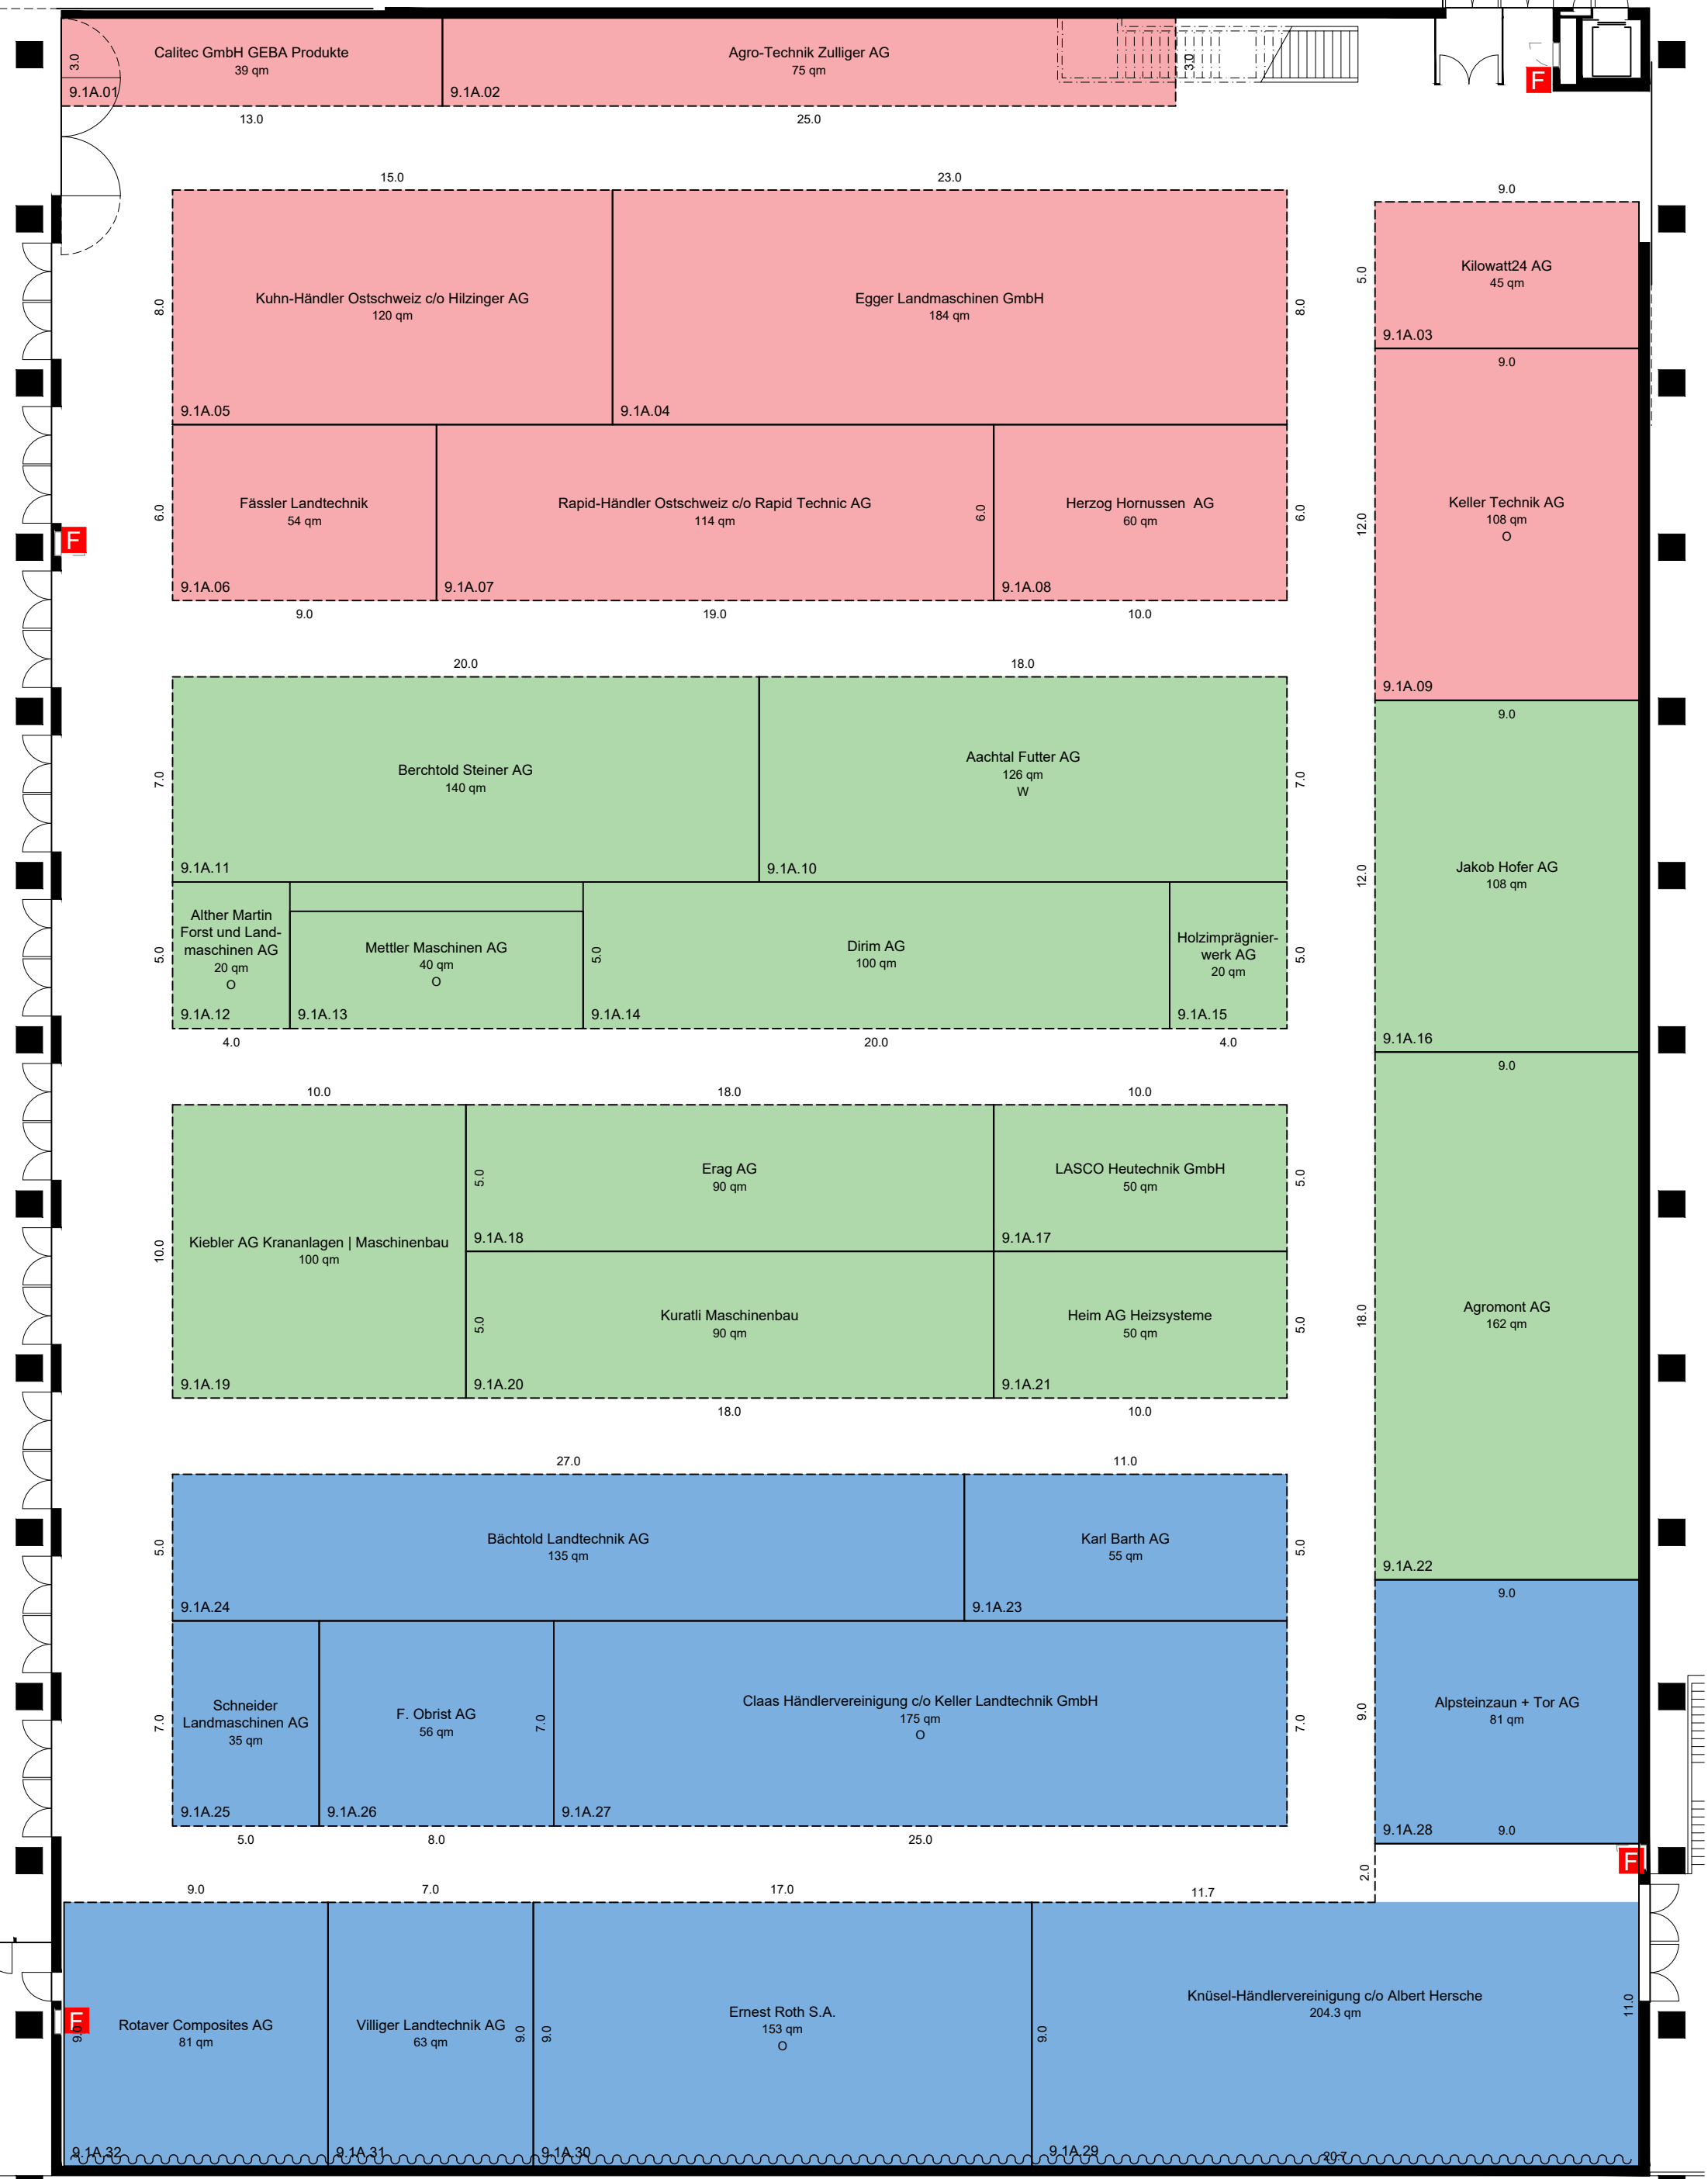 Calitec GmbH GEBA Produkte
39 qm
3.0
9.1A.01
13.0
Agro-Technik Zulliger AG
75 qm
3.0
9.1A.02
25.0
F
15.0
23.0
9.0
Kuhn-Händler Ostschweiz c/o Hilzinger AG
120 qm
8.0
9.1A.05
Egger Landmaschinen GmbH
184 qm
8.0
9.1A.04
Kilowatt24 AG
45 qm
5.0
9.1A.03
9.0
F
Fässler Landtechnik
54 qm
6.0
9.1A.06
9.0
Rapid-Händler Ostschweiz c/o Rapid Technic AG
114 qm
6.0
9.1A.07
19.0
Herzog Hornussen AG
60 qm
6.0
9.1A.08
10.0
Keller Technik AG
108 qm
O
12.0
9.1A.09
9.0
20.0
18.0
Berchtold Steiner AG
140 qm
7.0
9.1A.11
Aachtal Futter AG
126 qm
W
7.0
9.1A.10
Alther Martin
Forst und Land-
maschinen AG
20 qm
O
5.0
9.1A.12
4.0
Mettler Maschinen AG
40 qm
O
9.1A.13
5.0
Dirim AG
100 qm
9.1A.14
20.0
Holzimprägnier-
werk AG
20 qm
5.0
9.1A.15
4.0
Jakob Hofer AG
108 qm
12.0
9.1A.16
9.0
10.0
18.0
10.0
Kiebler AG Krananlagen | Maschinenbau
100 qm
10.0
9.1A.19
Erag AG
90 qm
5.0
9.1A.18
LASCO Heutechnik GmbH
50 qm
5.0
9.1A.17
Kuratli Maschinenbau
90 qm
5.0
9.1A.20
18.0
Heim AG Heizsysteme
50 qm
5.0
9.1A.21
10.0
Agromont AG
162 qm
18.0
9.1A.22
9.0
27.0
11.0
Bächtold Landtechnik AG
135 qm
5.0
9.1A.24
Karl Barth AG
55 qm
5.0
9.1A.23
Schneider
Landmaschinen AG
35 qm
7.0
9.1A.25
5.0
F. Obrist AG
56 qm
7.0
9.1A.26
8.0
Claas Händlervereinigung c/o Keller Landtechnik GmbH
175 qm
O
7.0
9.1A.27
25.0
Alpsteinzaun + Tor AG
81 qm
9.0
9.1A.28
9.0
F
2.0
9.0
7.0
17.0
11.7
F
9.0
Rotaver Composites AG
81 qm
9.1A.32
Villiger Landtechnik AG
63 qm
9.0
9.1A.31
9.0
Ernest Roth S.A.
153 qm
O
9.1A.30
9.0
Knüsel-Händlervereinigung c/o Albert Hersche
204.3 qm
11.0
9.1A.29
20.7